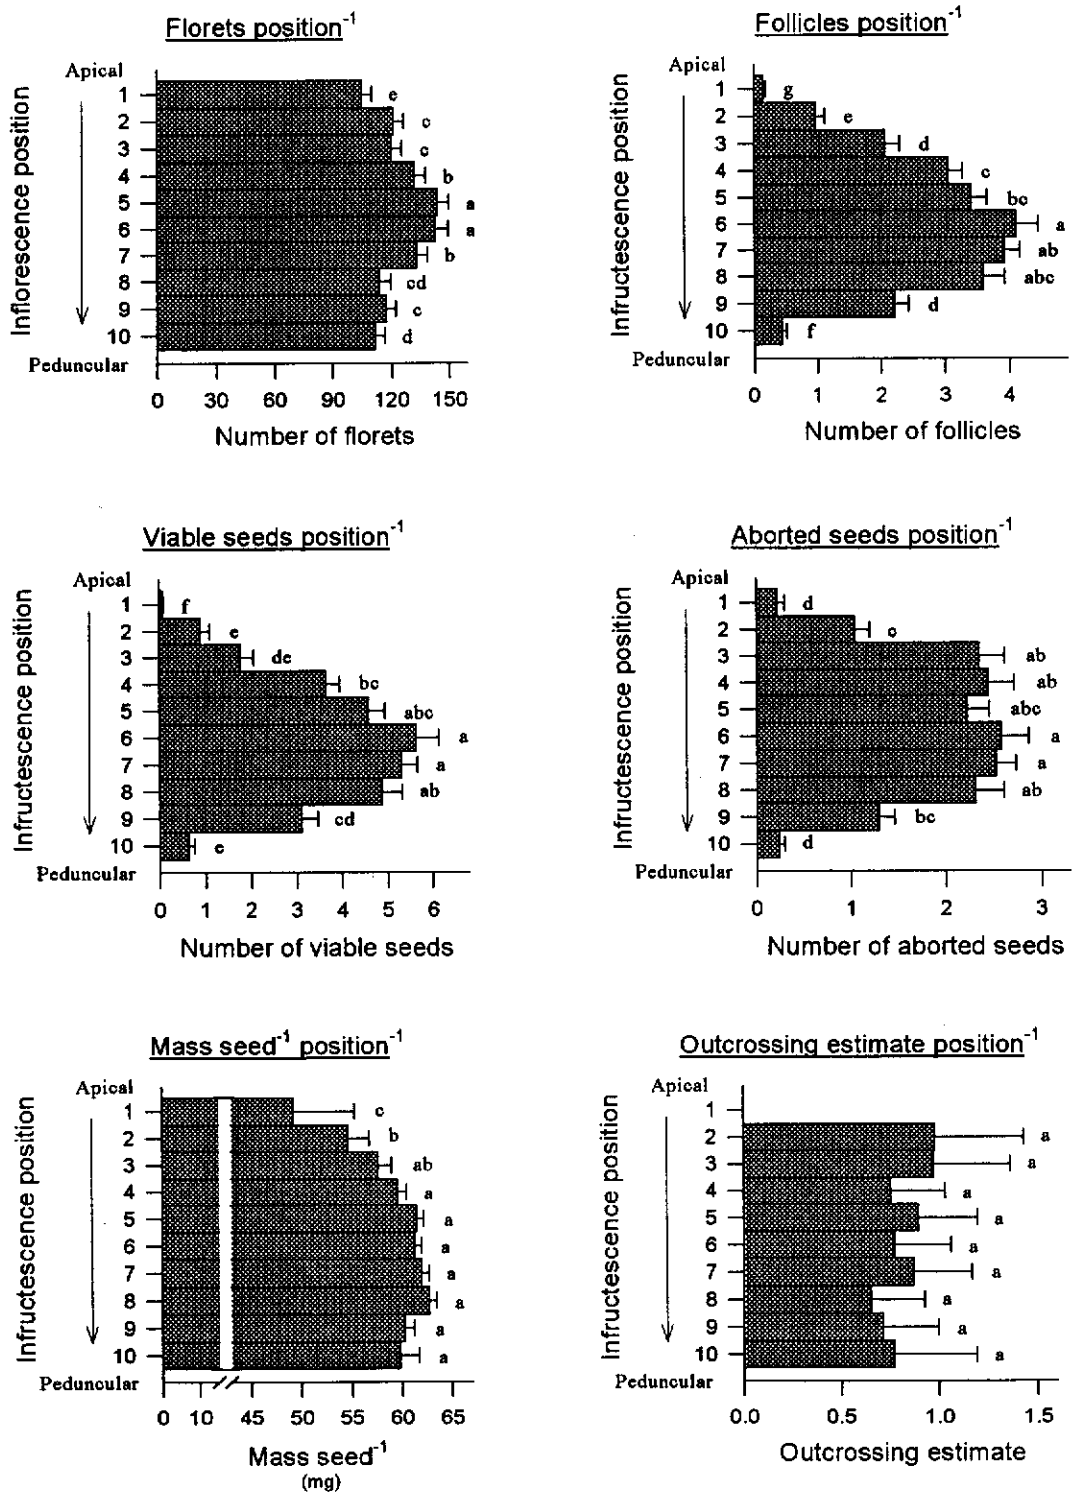 Florets position-1
Apical
1 e
2 c
3 c
4 b
5 a
6 a
7 b
8 cd
9 c
10 d
Peduncular
0 30 60 90 120 150
Number of florets
Inflorescence position
Follicles position-1
Apical
1 g
2 e
3 d
4 c
5 bc
6 a
7 ab
8 abc
9 d
10 f
Peduncular
0 1 2 3 4
Number of follicles
Infructescence position
Viable seeds position-1
Apical
1 f
2 e
3 de
4 bc
5 abc
6 a
7 a
8 ab
9 cd
10 e
Peduncular
0 1 2 3 4 5 6
Number of viable seeds
Infructescence position
Aborted seeds position-1
Apical
1 d
2 c
3 ab
4 ab
5 abc
6 a
7 a
8 ab
9 bc
10 d
Peduncular
0 1 2 3
Number of aborted seeds
Infructescence position
Mass seed-1 position-1
Apical
1 c
2 b
3 ab
4 a
5 a
6 a
7 a
8 a
9 a
10 a
Peduncular
0 10 45 55 60 65
Mass seed-1
(mg)
Infructescence position
Outcrossing estimate position-1
Apical
1
2 a
3 a
4 a
5 a
6 a
7 a
8 a
9 a
10 a
Peduncular
0.0 0.5 1.0 1.5
Outcrossing estimate
Infructescence position